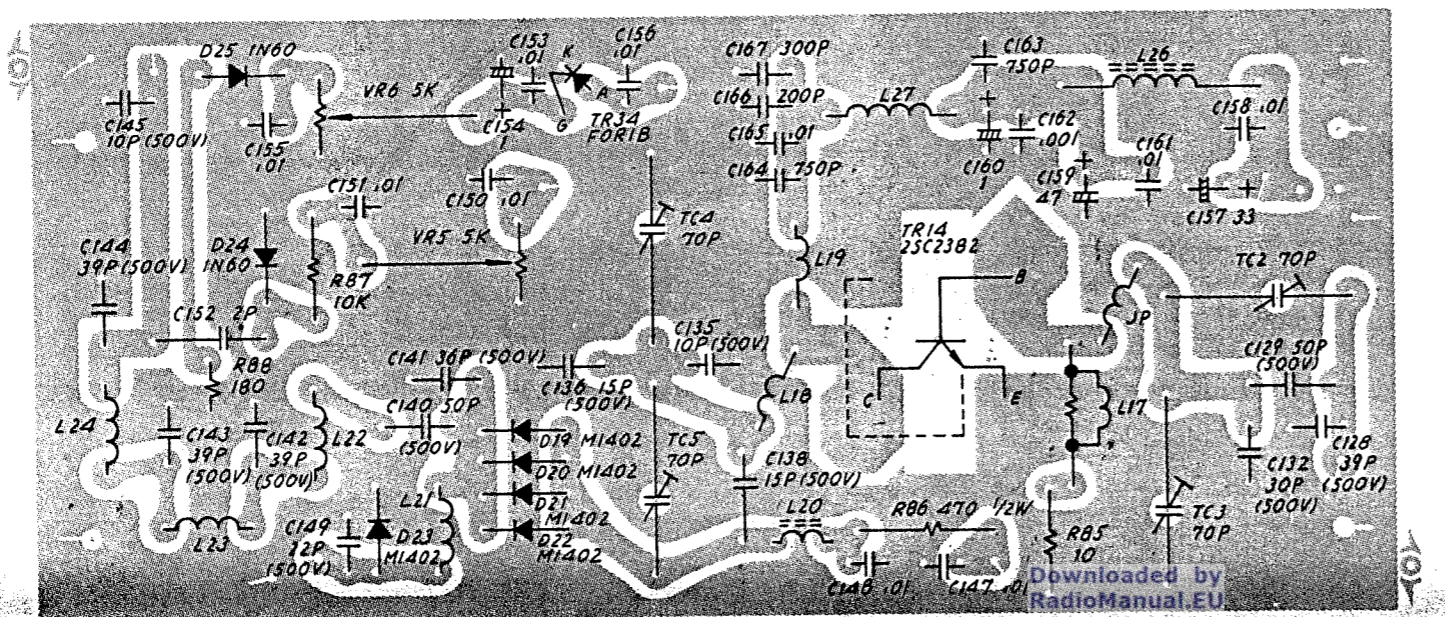 D25 1N60
C145
10P (500V)
C155
.01
VR6 5K
C153
.01
C154
1
K
A
G
C156
.01
TR34
FOR1B
C167 300P
C166 200P
C165 .01
C164 750P
L27
C163
750P
L26
C158 .01
C162
.001
C160
1
C161
.01
C159
47
C157 33
C151 .01
C150 .01
C144
39P (500V)
D24
1N60
VR5 5K
R87
10K
TC4
70P
L19
TR14
2SC2382
B
C
E
TC2 70P
JP
C152 2P
R88
180
C141 36P (500V)
C136 15P
(500V)
C135
10P (500V)
L18
C129 50P
(500V)
L24
C143
39P
(500V)
C142
39P
(500V)
L22
C140 50P
(500V)
D19 M1402
D20 M1402
D21
M1402
D22
M1402
TC5
70P
C138
15P (500V)
L17
C132
30P
(500V)
C128
39P
(500V)
L23
C149
22P
(500V)
D23
M1402
L21
L20
R86 470 1/2W
R85
10
TC3
70P
C148 .01
C147 .01
Downloaded by
RadioManual.EU